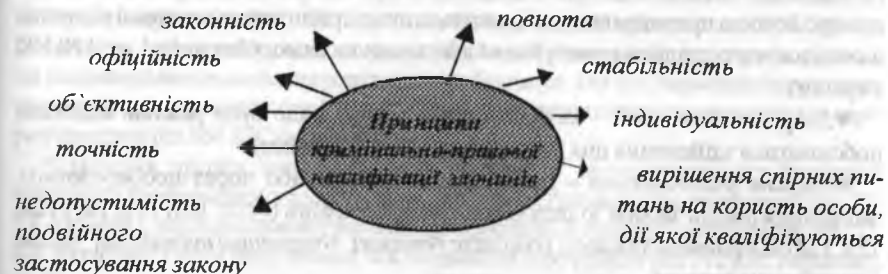 законність
офіційність
об`єктивність
точність
недопустимість
подвійного
застосування закону
Принципи
кримінально-правової
кваліфікації злочинів
повнота
стабільність
індивідуальність
вирішення спірних пи-
тань на користь особи,
дії якої кваліфікуються